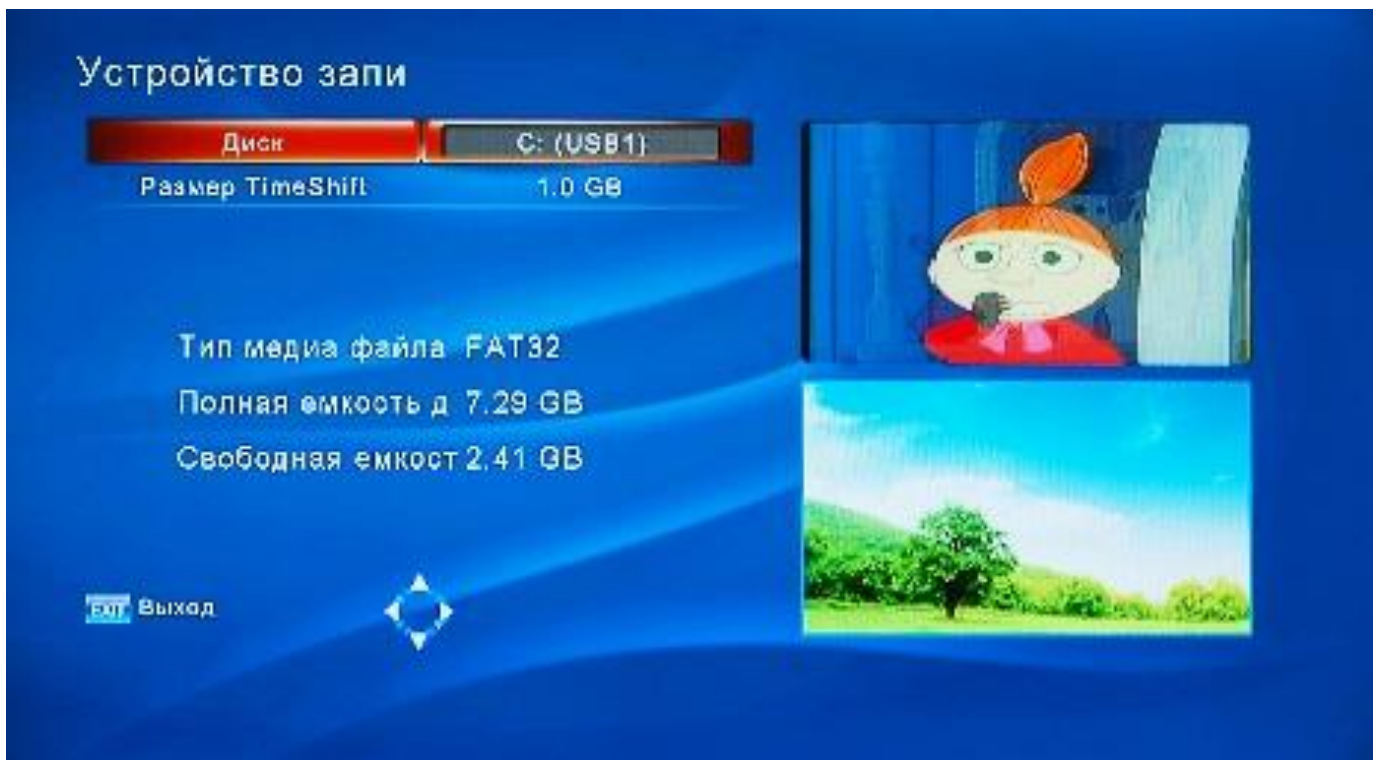 Устройство запи
Диск C: (USB1)
Размер TimeShift 1.0 GB
Тип медиа файла FAT32
Полная емкость д 7.29 GB
Свободная емкост 2.41 GB
EXIT Выход